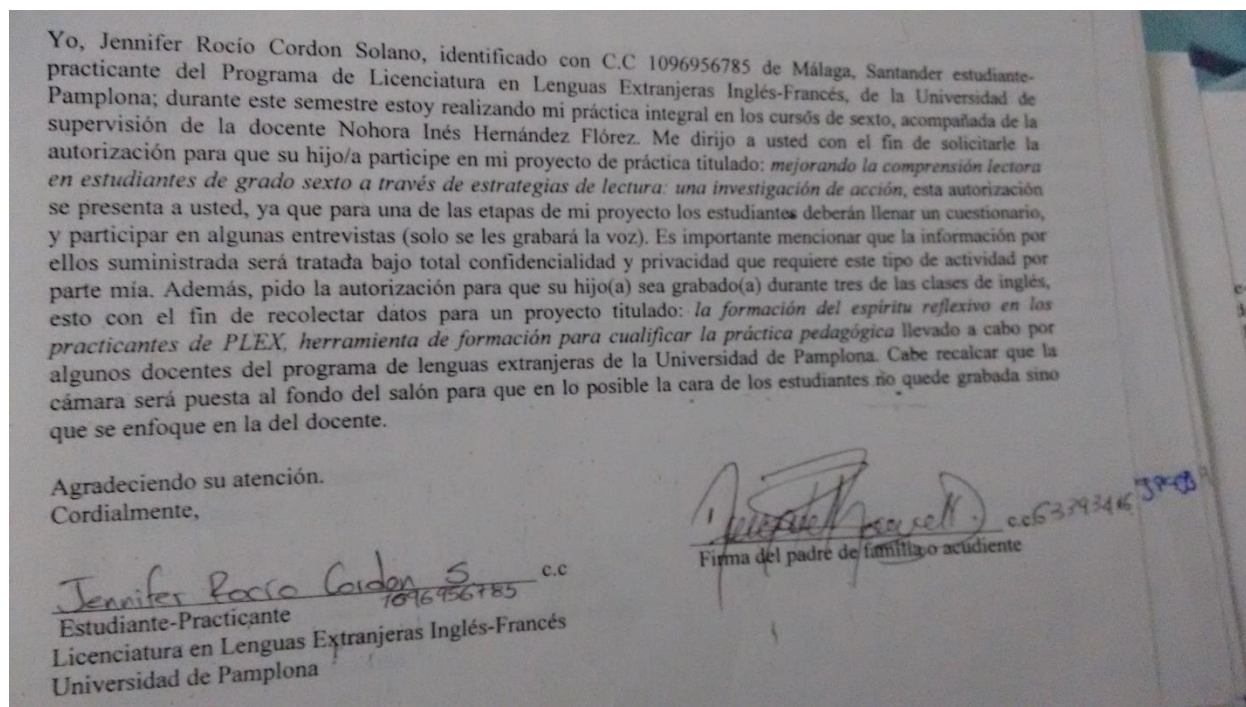 Yo, Jennifer Rocío Cordon Solano, identificado con C.C 1096956785 de Málaga, Santander estudiante-
practicante del Programa de Licenciatura en Lenguas Extranjeras Inglés-Francés, de la Universidad de
Pamplona; durante este semestre estoy realizando mi práctica integral en los cursos de sexto, acompañada de la
supervisión de la docente Nohora Inés Hernández Flórez. Me dirijo a usted con el fin de solicitarle la
autorización para que su hijo/a participe en mi proyecto de práctica titulado: mejorando la comprensión lectora
en estudiantes de grado sexto a través de estrategias de lectura: una investigación de acción, esta autorización
se presenta a usted, ya que para una de las etapas de mi proyecto los estudiantes deberán llenar un cuestionario,
y participar en algunas entrevistas (solo se les grabará la voz). Es importante mencionar que la información por
ellos suministrada será tratada bajo total confidencialidad y privacidad que requiere este tipo de actividad por
parte mía. Además, pido la autorización para que su hijo(a) sea grabado(a) durante tres de las clases de inglés,
esto con el fin de recolectar datos para un proyecto titulado: la formación del espíritu reflexivo en los
practicantes de PLEX, herramienta de formación para cualificar la práctica pedagógica llevado a cabo por
algunos docentes del programa de lenguas extranjeras de la Universidad de Pamplona. Cabe recalcar que la
cámara será puesta al fondo del salón para que en lo posible la cara de los estudiantes no quede grabada sino
que se enfoque en la del docente.
Agradeciendo su atención.
Cordialmente,
Jennifer Rocío Cordon S c.c
1096956785
Estudiante-Practicante
Licenciatura en Lenguas Extranjeras Inglés-Francés
Universidad de Pamplona
c.c
Firma del padre de familia o acudiente